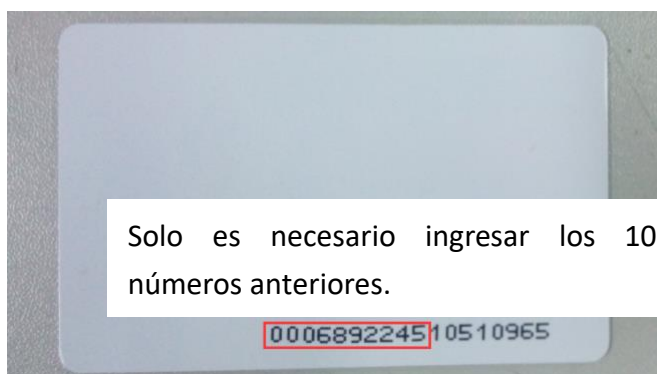 Solo es necesario ingresar los 10
números anteriores.
000689224510510965